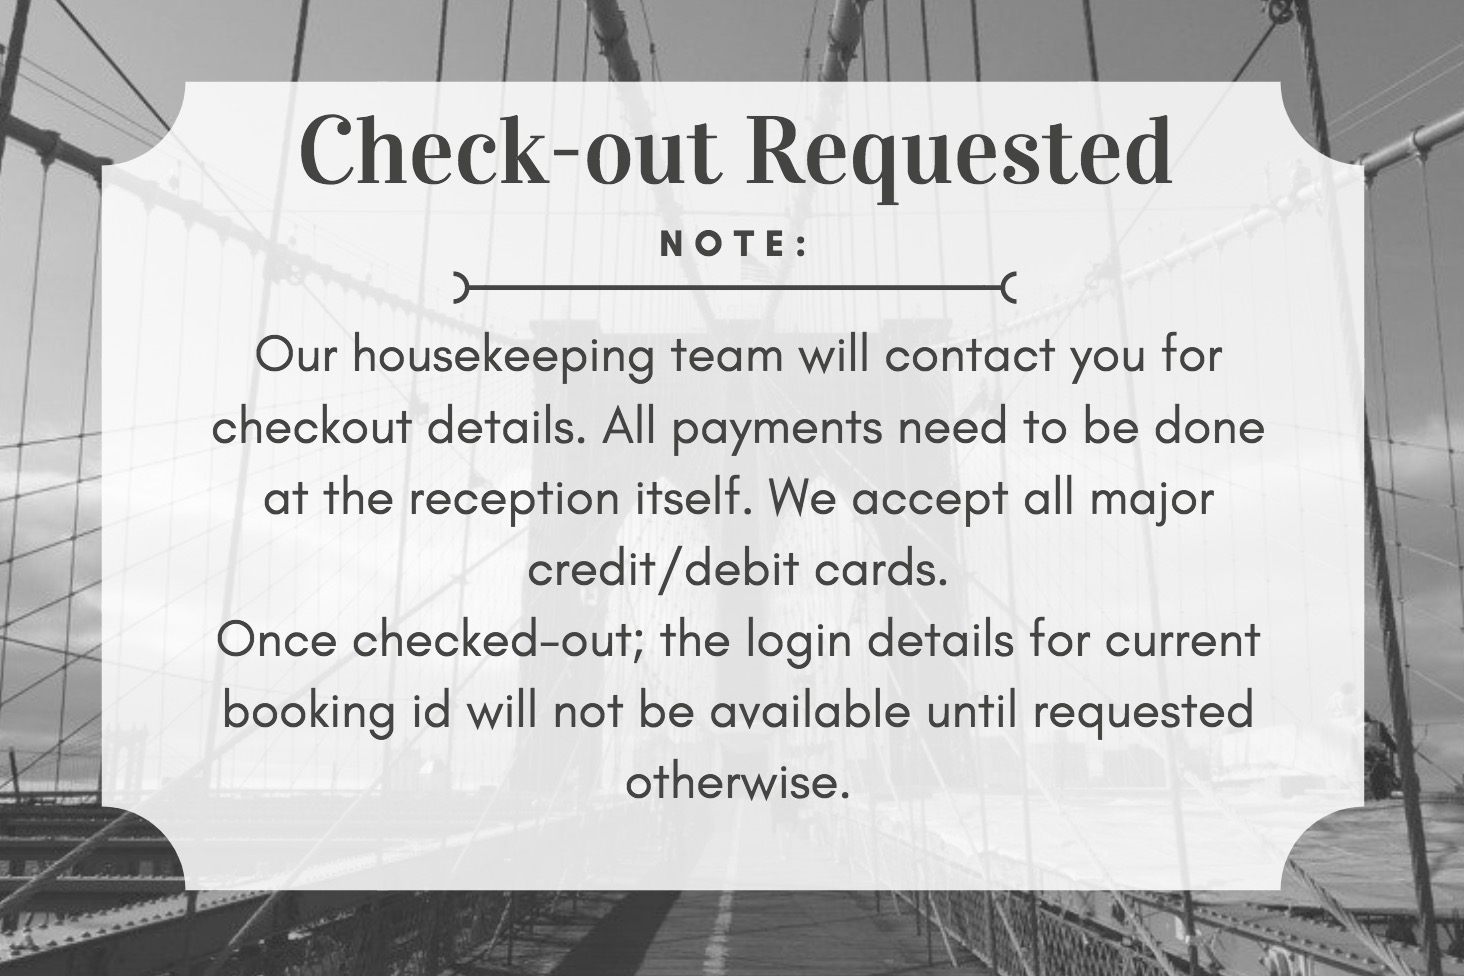 Check-out Requested
NOTE:
Our housekeeping team will contact you for
checkout details. All payments need to be done
at the reception itself. We accept all major
credit/debit cards.
Once checked-out; the login details for current
booking id will not be available until requested
otherwise.